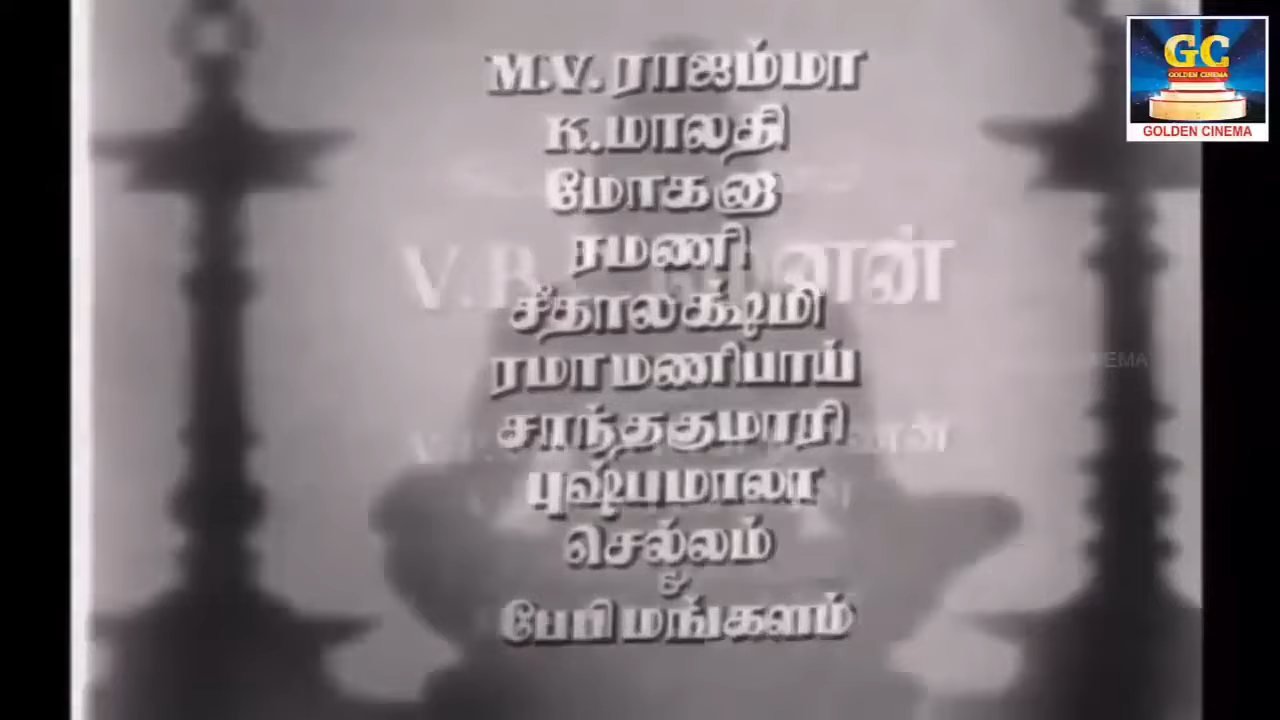 GC
GOLDEN CINEMA
GOLDEN CINEMA
M.V. ராஜம்மா
K.மாலதி
மோகனா
ரமணி
சீதாலக்ஷ்மி
ரமாமணிபாய்
சாந்தகுமாரி
புஷ்பமாலா
செல்லம்
&
பேபி மங்களம்